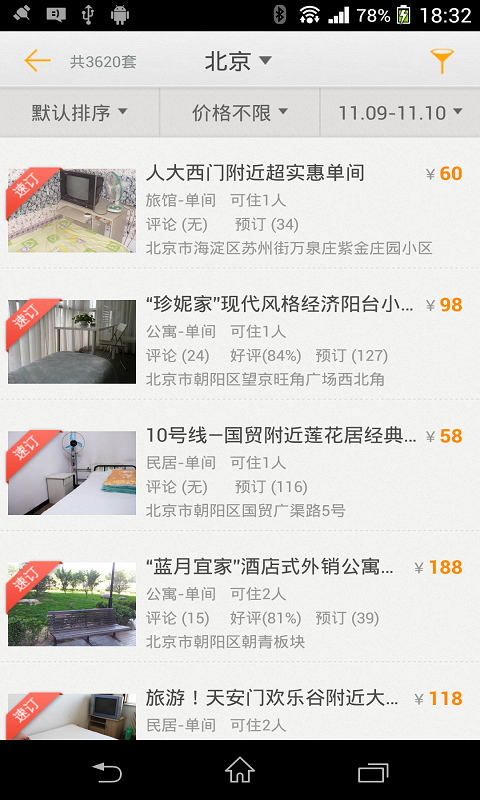 78% 18:32
共3620套 北京
默认排序 价格不限 11.09-11.10
速订
人大西门附近超实惠单间 ¥60
旅馆-单间 可住1人
评论 (无) 预订 (34)
北京市海淀区苏州街万泉庄紫金庄园小区
速订
“珍妮家”现代风格经济阳台小... ¥98
公寓-单间 可住1人
评论 (24) 好评(84%) 预订 (127)
北京市朝阳区望京旺角广场西北角
速订
10号线—国贸附近莲花居经典... ¥58
民居-单间 可住1人
评论 (无) 预订 (116)
北京市朝阳区国贸广渠路5号
速订
“蓝月宜家”酒店式外销公寓... ¥188
公寓-单间 可住2人
评论 (15) 好评(81%) 预订 (39)
北京市朝阳区朝青板块
速订
旅游！天安门欢乐谷附近大... ¥118
民居-单间 可住2人